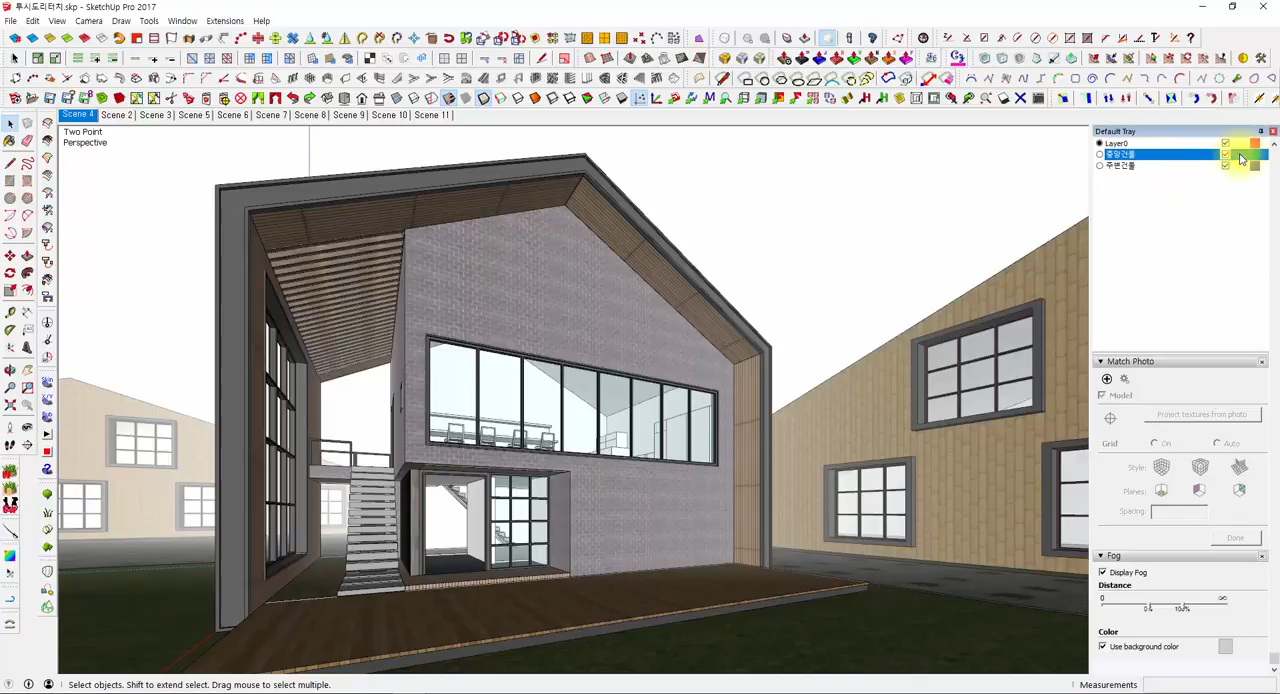 투시도리터치.skp - SketchUp Pro 2017
File Edit View Camera Draw Tools Window Extensions Help
Scene 4 Scene 2 Scene 3 Scene 5 Scene 6 Scene 7 Scene 8 Scene 9 Scene 10 Scene 11
Two Point
Perspective
Default Tray
Layer0
중앙건물
주변건물
Match Photo
Model
Project textures from photo
Grid On Auto
Style:
Planes:
Spacing:
Done
Fog
Display Fog
Distance
0 ∞
0% 100%
Color
Use background color
Select objects. Shift to extend select. Drag mouse to select multiple.
Measurements